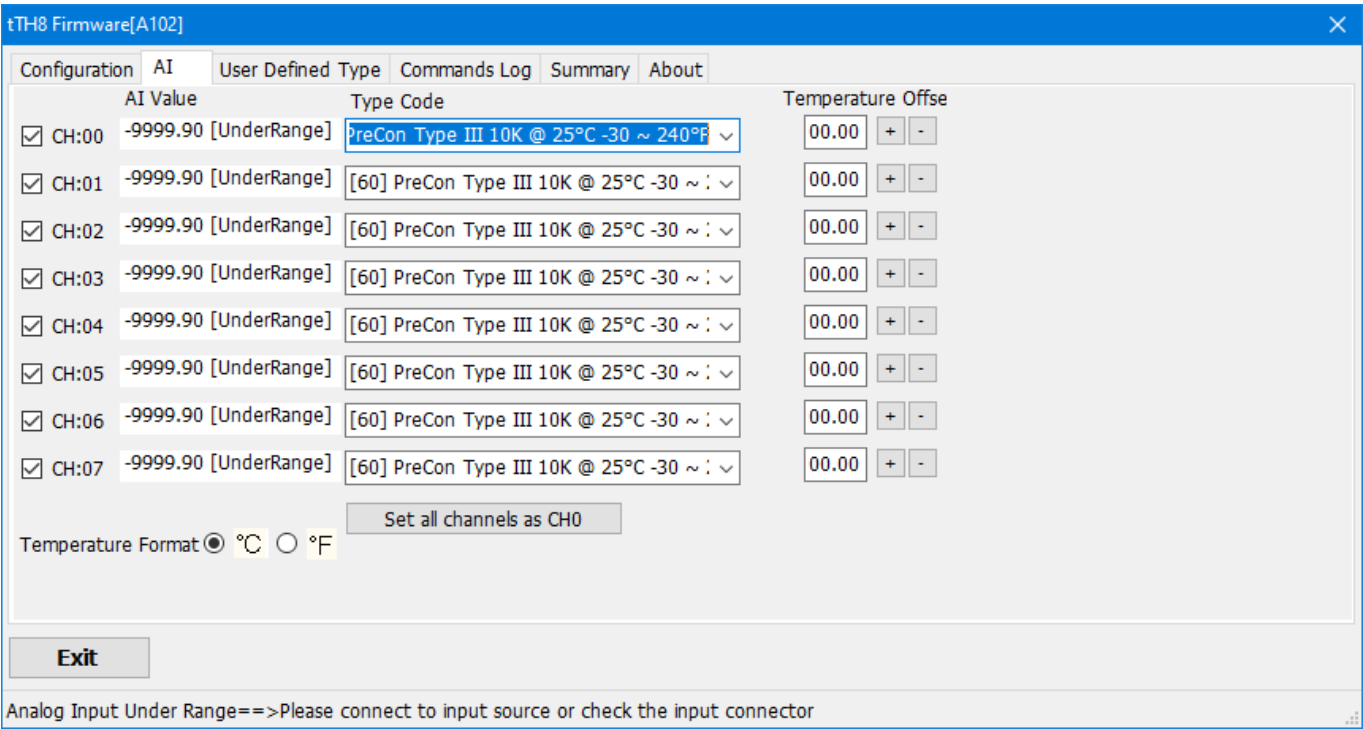 tTH8 Firmware[A102]
Configuration AI User Defined Type Commands Log Summary About
AI Value Type Code Temperature Offse
CH:00 -9999.90 [UnderRange] PreCon Type III 10K @ 25°C -30 ~ 240°F 00.00 + -
CH:01 -9999.90 [UnderRange] [60] PreCon Type III 10K @ 25°C -30 ~ 00.00 + -
CH:02 -9999.90 [UnderRange] [60] PreCon Type III 10K @ 25°C -30 ~ 00.00 + -
CH:03 -9999.90 [UnderRange] [60] PreCon Type III 10K @ 25°C -30 ~ 00.00 + -
CH:04 -9999.90 [UnderRange] [60] PreCon Type III 10K @ 25°C -30 ~ 00.00 + -
CH:05 -9999.90 [UnderRange] [60] PreCon Type III 10K @ 25°C -30 ~ 00.00 + -
CH:06 -9999.90 [UnderRange] [60] PreCon Type III 10K @ 25°C -30 ~ 00.00 + -
CH:07 -9999.90 [UnderRange] [60] PreCon Type III 10K @ 25°C -30 ~ 00.00 + -
Set all channels as CH0
Temperature Format °C °F
Exit
Analog Input Under Range==>Please connect to input source or check the input connector